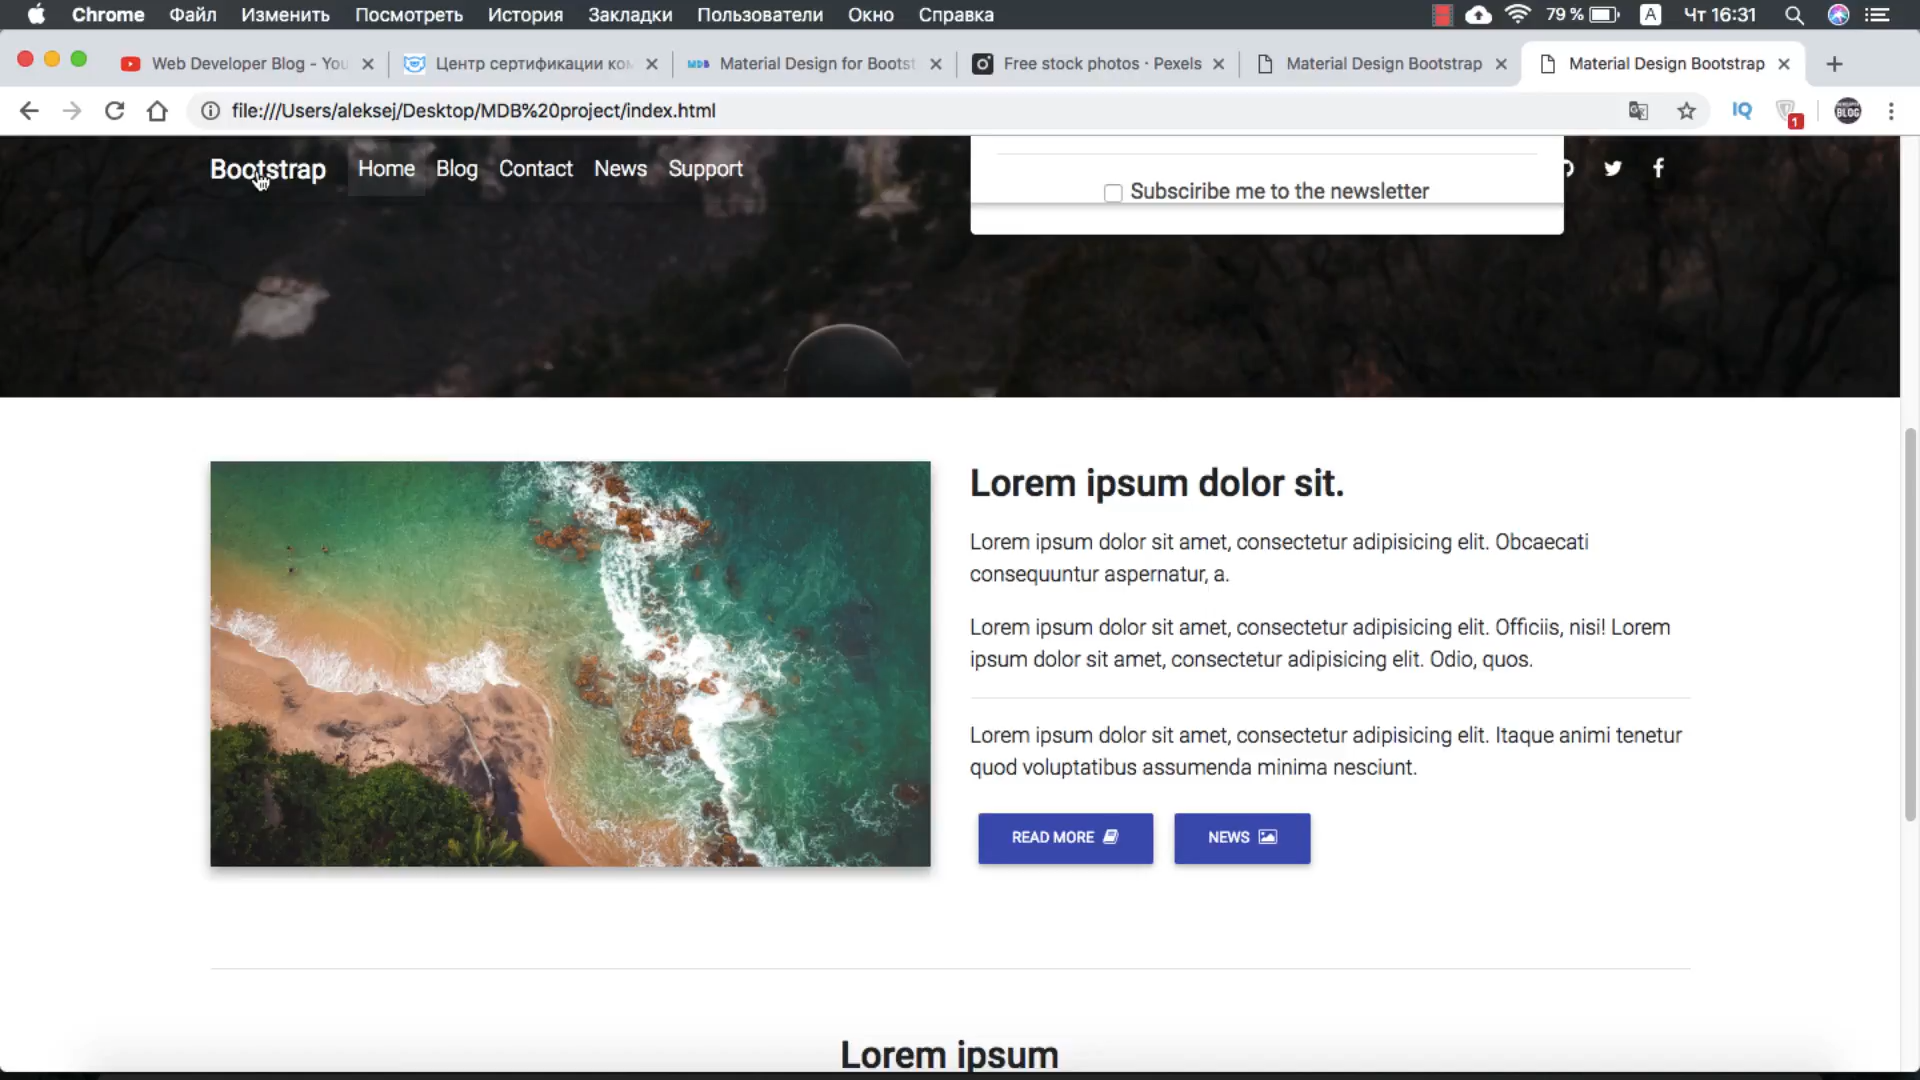 Chrome Файл Изменить Посмотреть История Закладки Пользователи Окно Справка 79 % A Чт 16:31
Web Developer Blog - You Центр сертификации ком Material Design for Bootst Free stock photos · Pexels Material Design Bootstrap Material Design Bootstrap
file:///Users/aleksej/Desktop/MDB%20project/index.html IQ 1 BLOG
Bootstrap Home Blog Contact News Support
Subsciribe me to the newsletter
Lorem ipsum dolor sit.
Lorem ipsum dolor sit amet, consectetur adipisicing elit. Obcaecati
consequuntur aspernatur, a.
Lorem ipsum dolor sit amet, consectetur adipisicing elit. Officiis, nisi! Lorem
ipsum dolor sit amet, consectetur adipisicing elit. Odio, quos.
Lorem ipsum dolor sit amet, consectetur adipisicing elit. Itaque animi tenetur
quod voluptatibus assumenda minima nesciunt.
READ MORE NEWS
Lorem ipsum